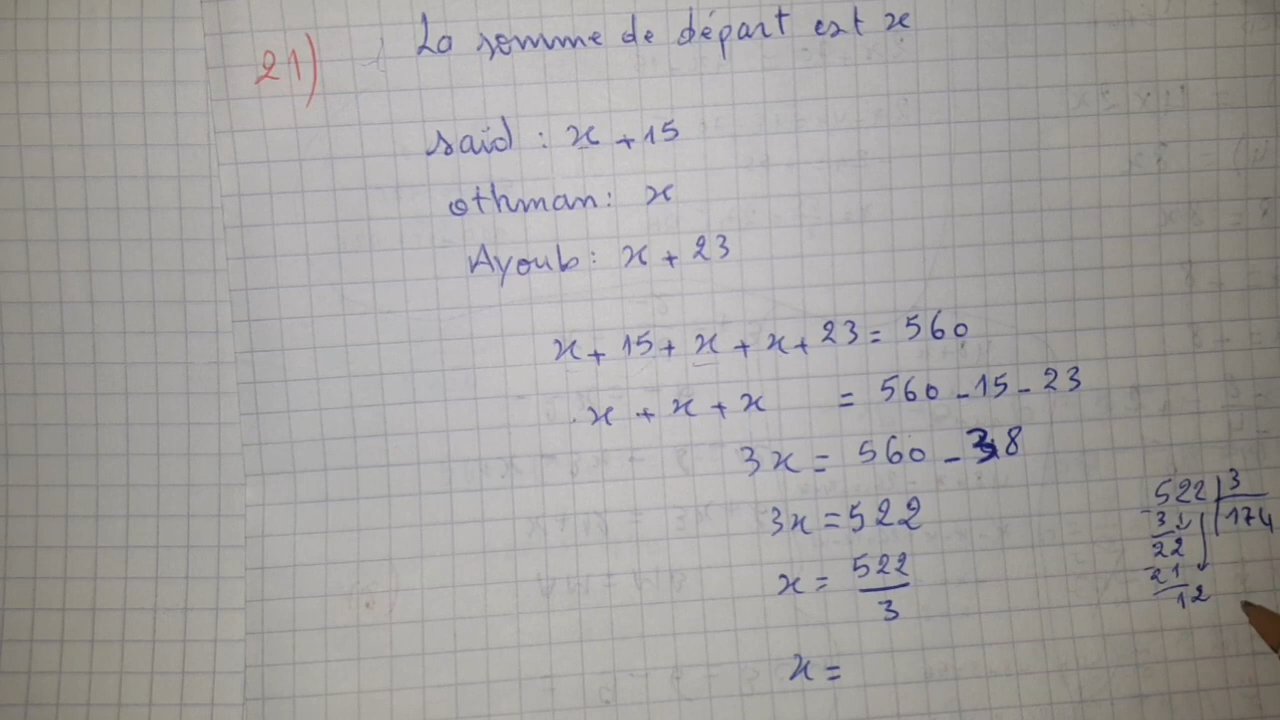 21) La somme de départ est x
said : x + 15
othman : x
Ayoub : x + 23
x + 15 + x + x + 23 = 560
x + x + x = 560 - 15 - 23
3x = 560 - 38
3x = 522
x = 522
3
x =
522 3
- 3 174
22
- 21
12